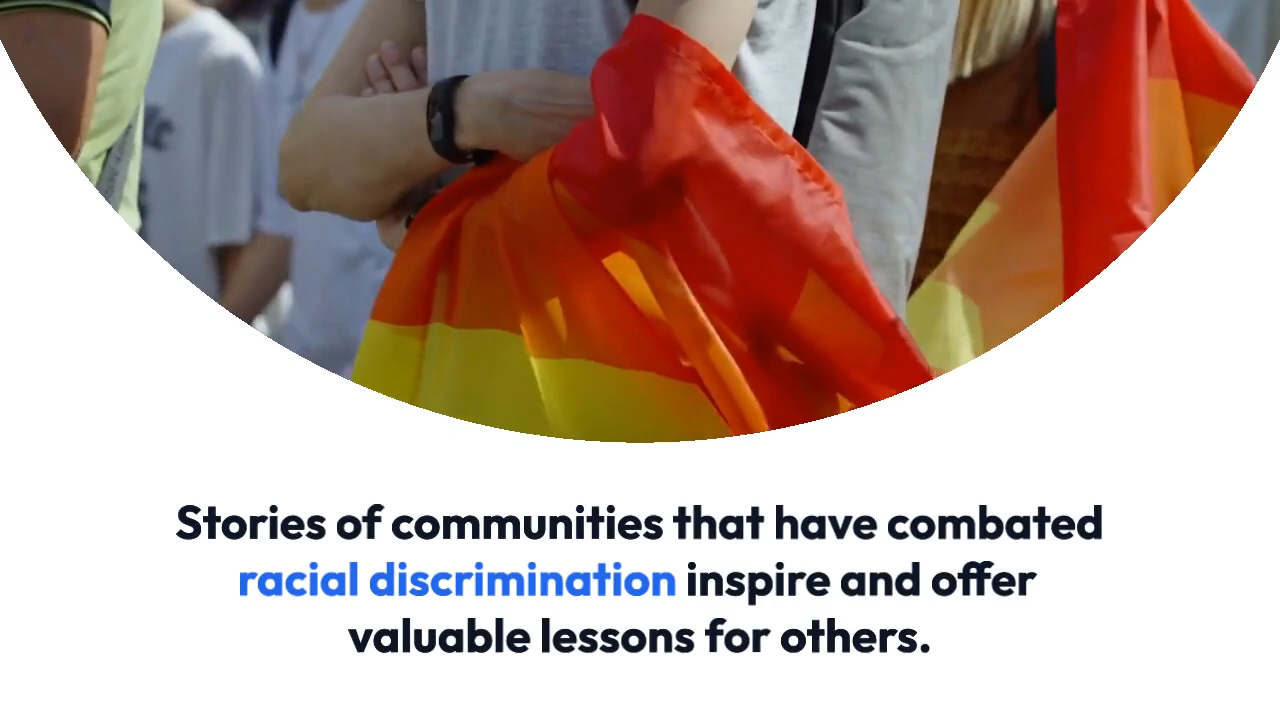 Stories of communities that have combated
racial discrimination inspire and offer
valuable lessons for others.